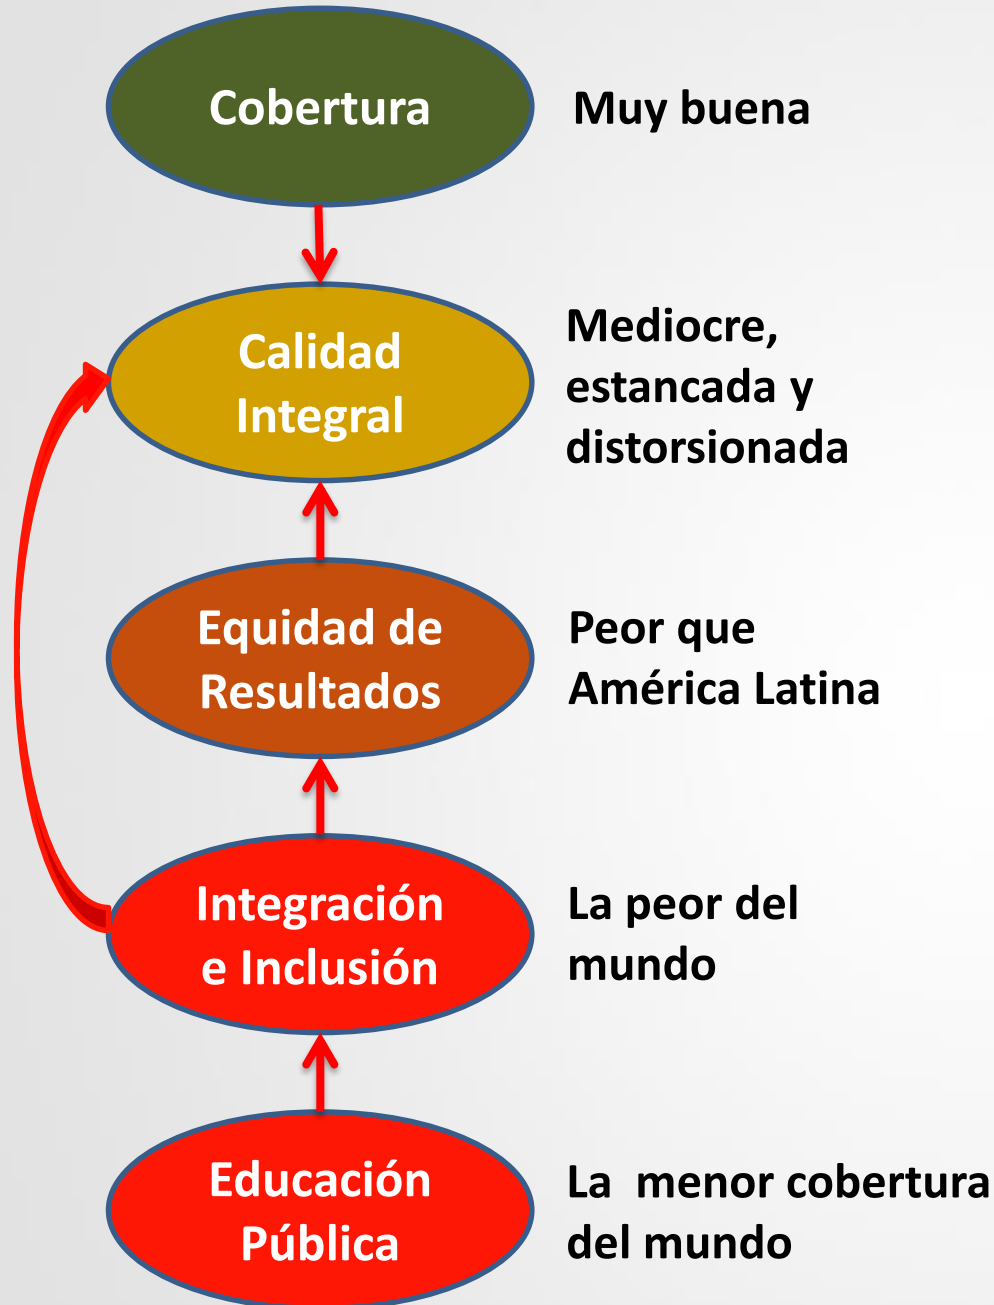 Cobertura
Muy buena
Calidad
Integral
Mediocre,
estancada y
distorsionada
Equidad de
Resultados
Peor que
América Latina
Integración
e Inclusión
La peor del
mundo
Educación
Pública
La menor cobertura
del mundo